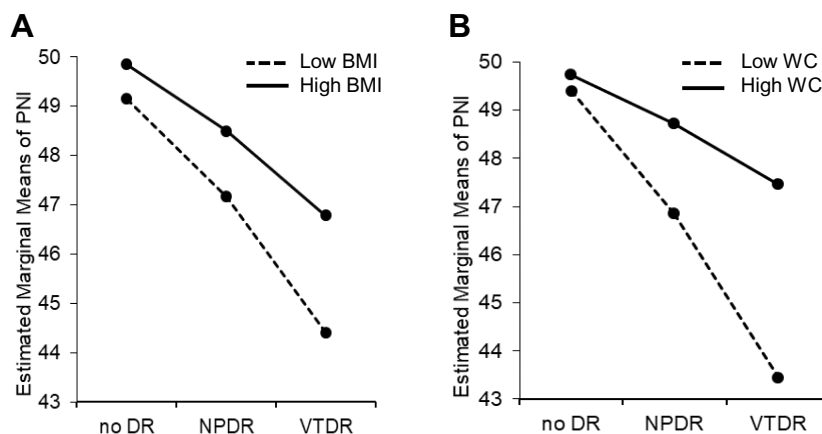 A
Estimated Marginal Means of PNI
50
49
48
47
46
45
44
43
Low BMI
High BMI
no DR NPDR VTDR
B
Estimated Marginal Means of PNI
50
49
48
47
46
45
44
43
Low WC
High WC
no DR NPDR VTDR